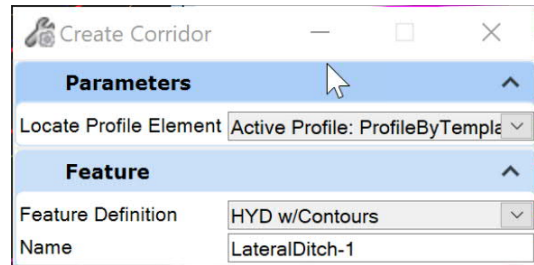 Create Corridor
Parameters
Locate Profile Element Active Profile: ProfileByTempla
Feature
Feature Definition HYD w/Contours
Name LateralDitch-1